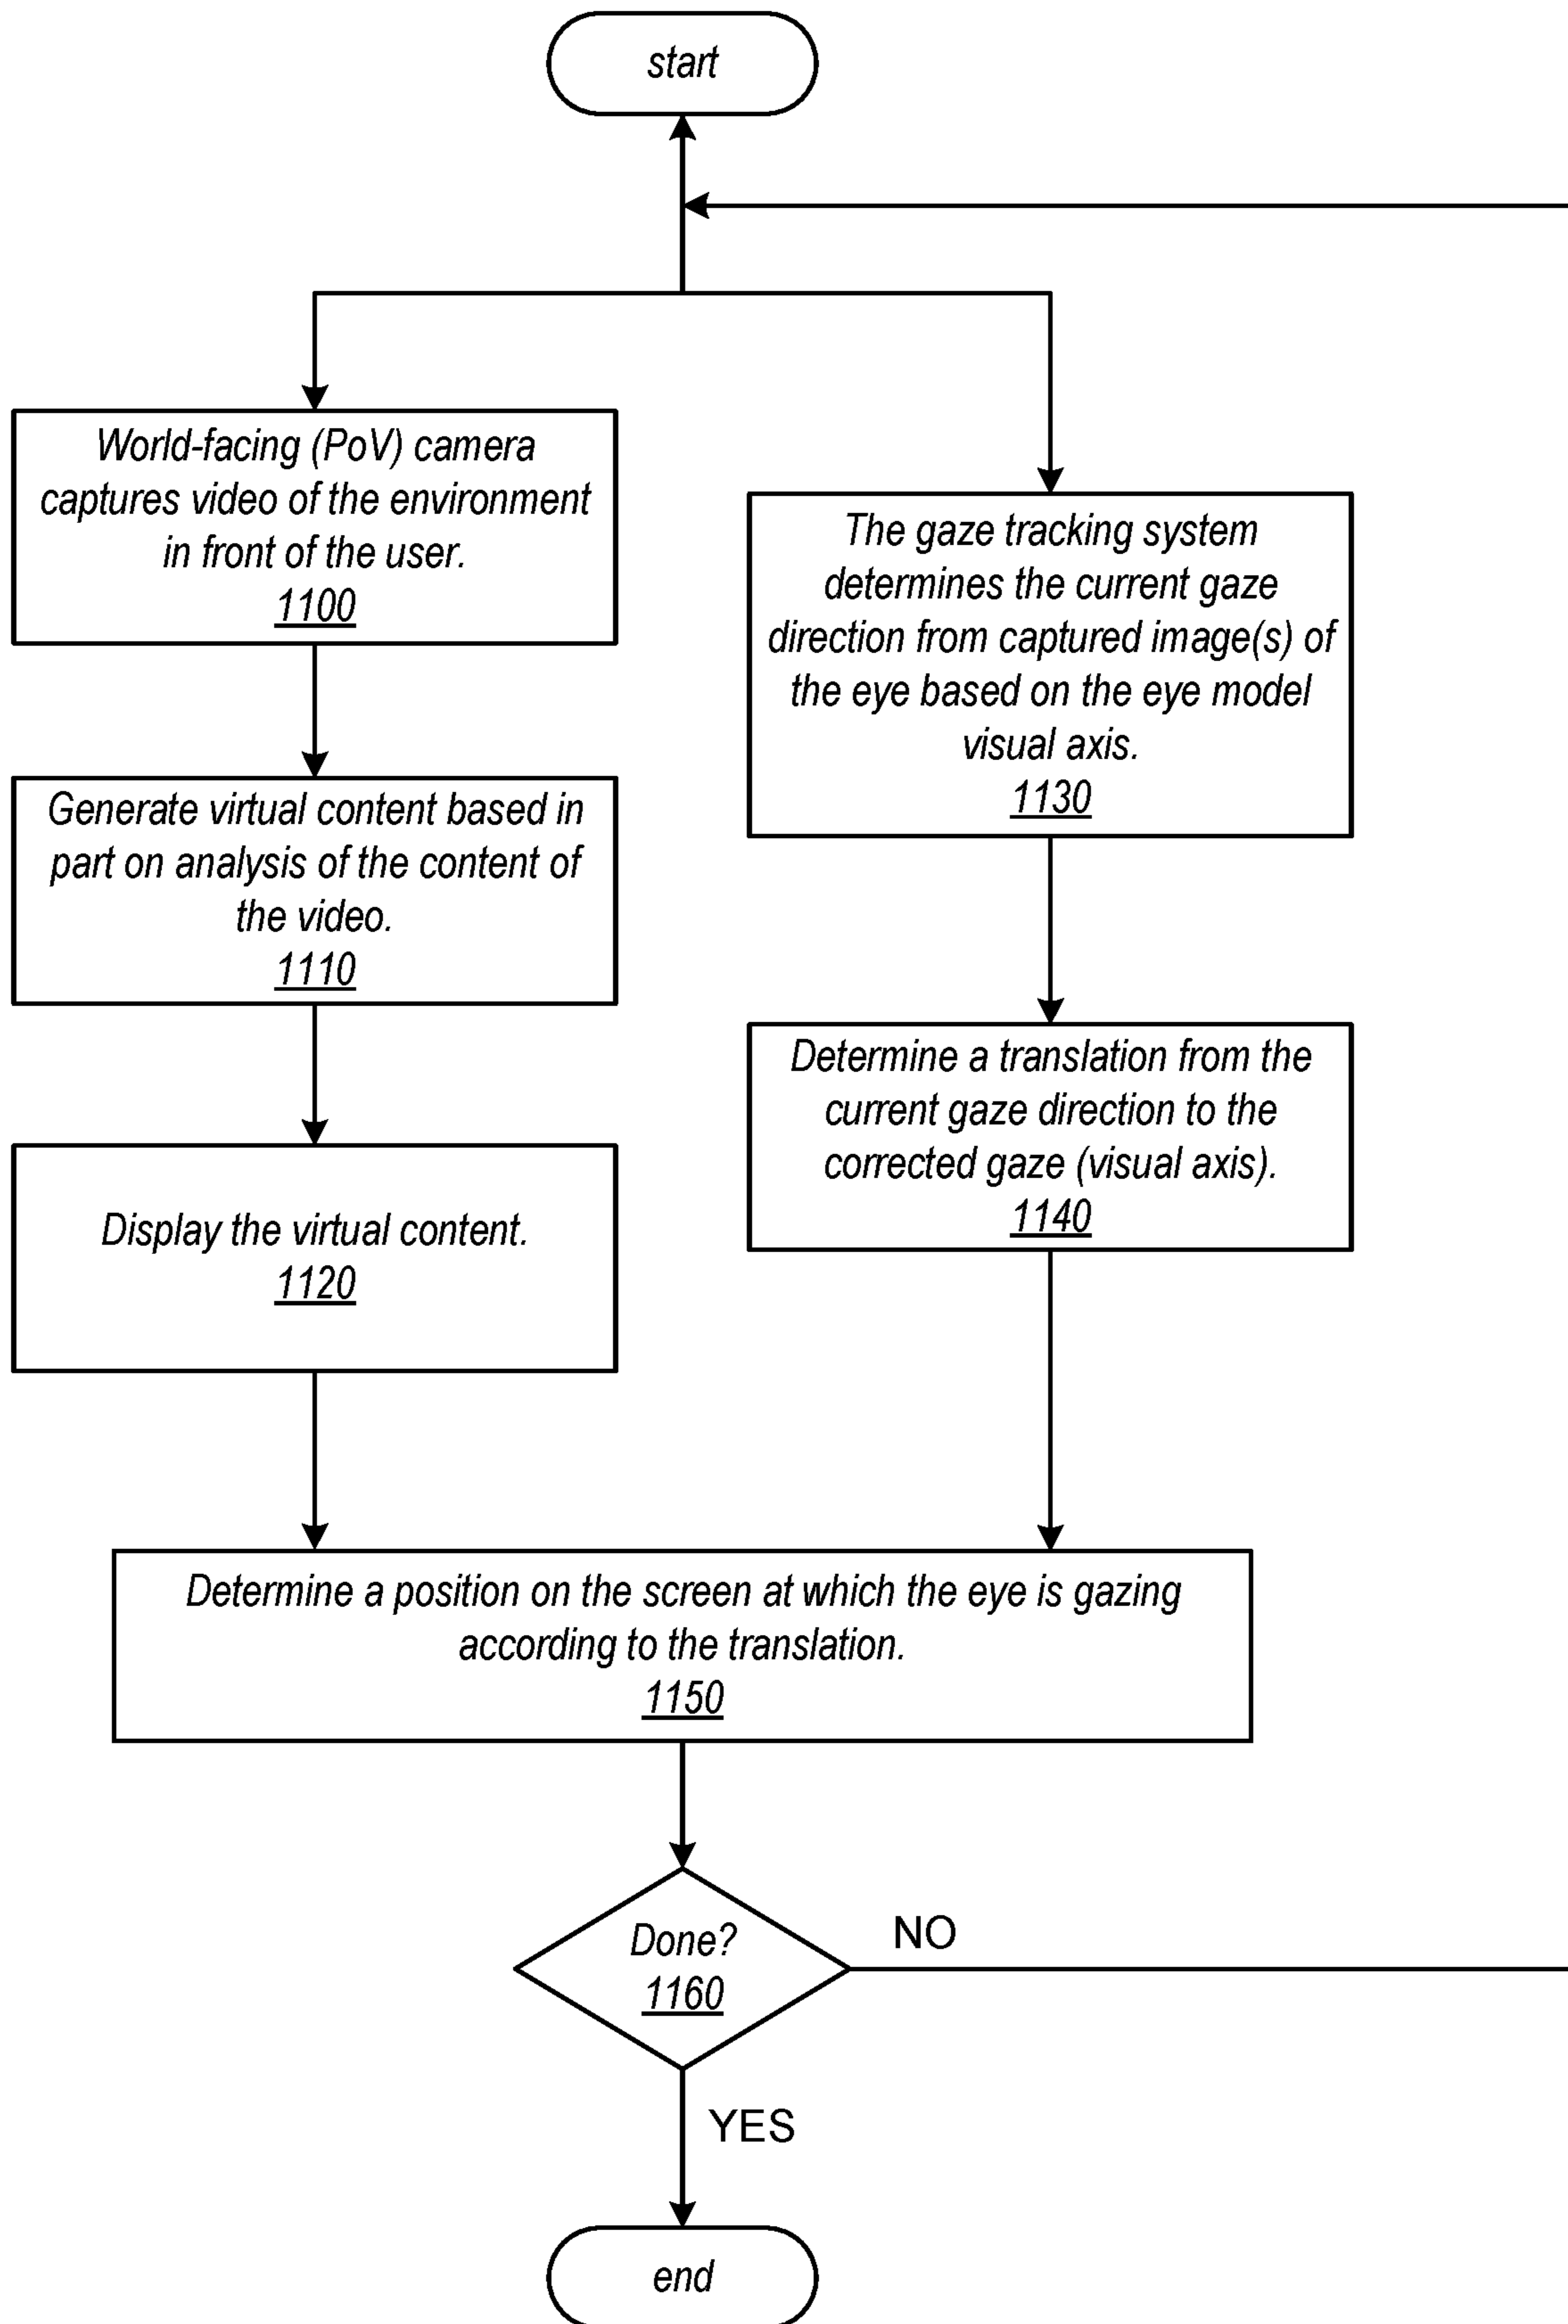 start
World-facing (PoV) camera
captures video of the environment
in front of the user.
1100
Generate virtual content based in
part on analysis of the content of
the video.
1110
Display the virtual content.
1120
The gaze tracking system
determines the current gaze
direction from captured image(s) of
the eye based on the eye model
visual axis.
1130
Determine a translation from the
current gaze direction to the
corrected gaze (visual axis).
1140
Determine a position on the screen at which the eye is gazing
according to the translation.
1150
Done?
1160
NO
YES
end